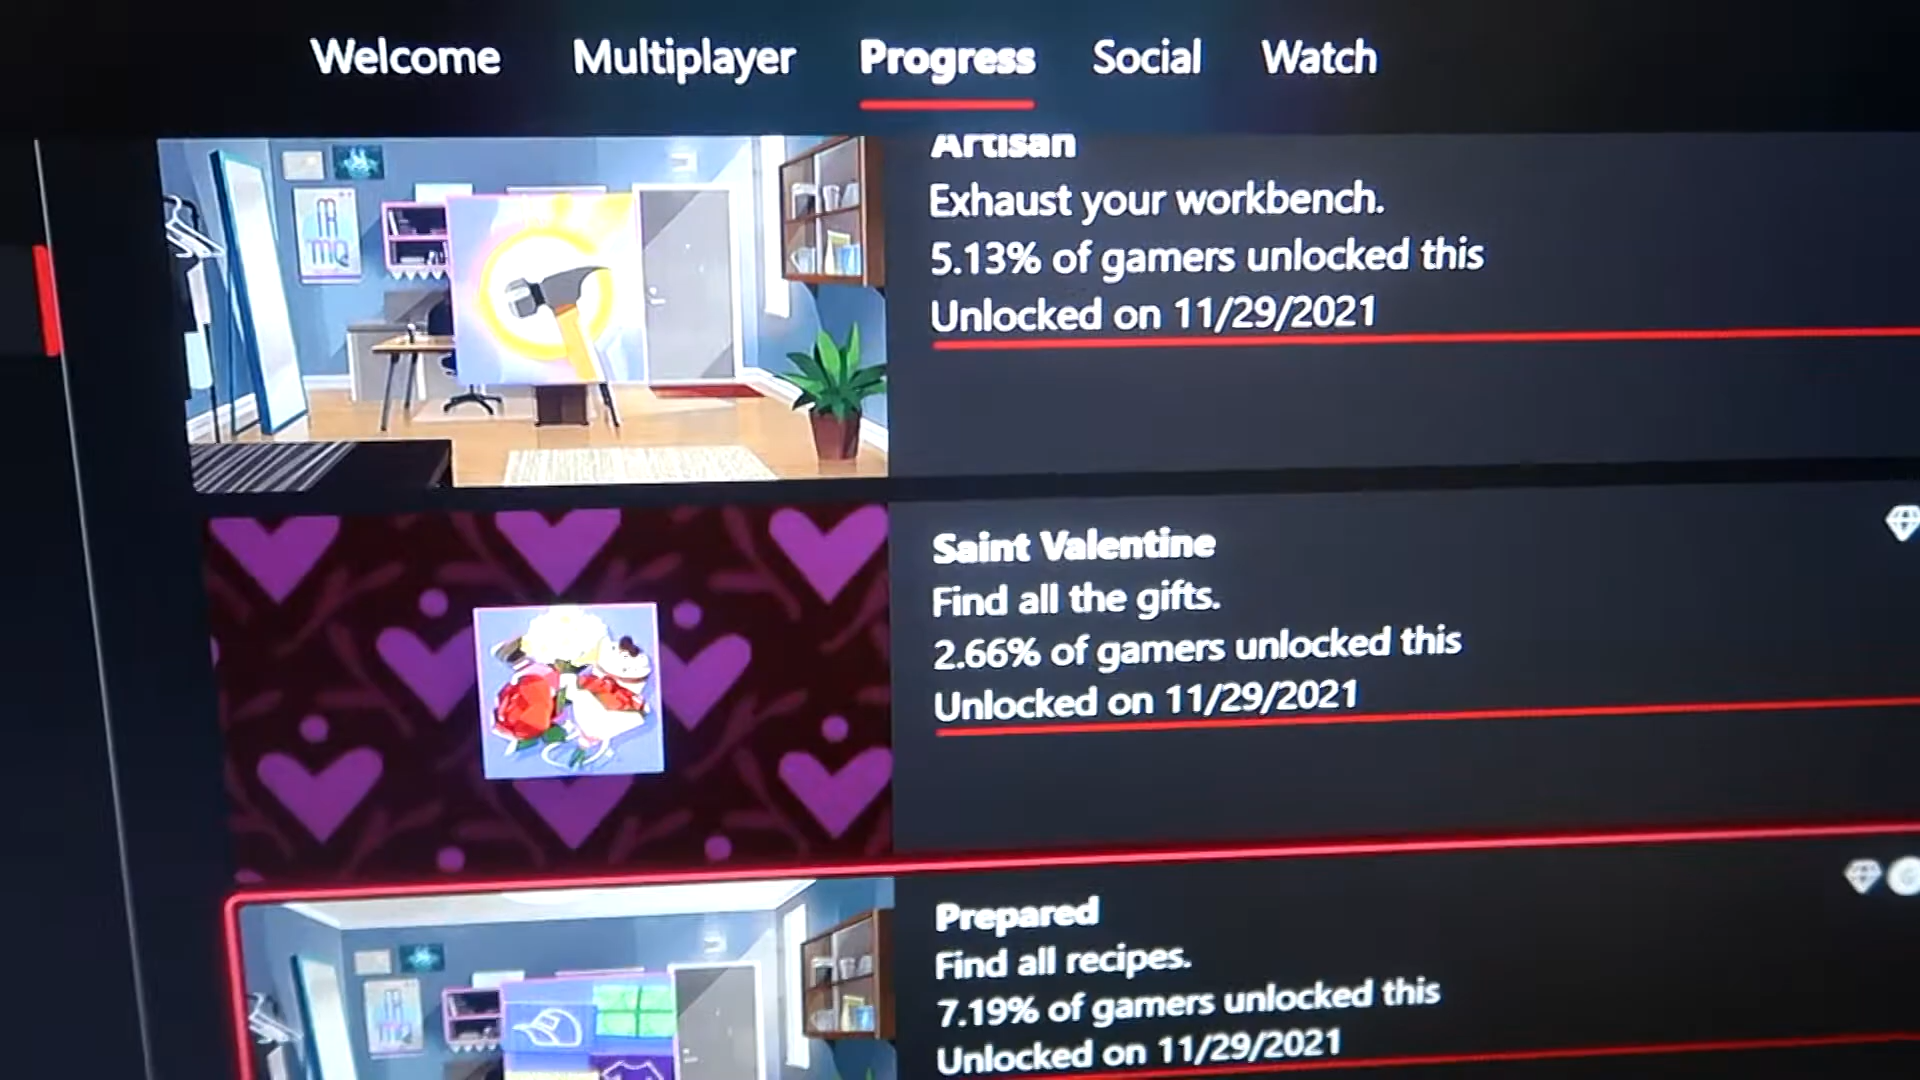 Welcome Multiplayer Progress Social Watch
Artisan
Exhaust your workbench.
5.13% of gamers unlocked this
Unlocked on 11/29/2021
Saint Valentine
Find all the gifts.
2.66% of gamers unlocked this
Unlocked on 11/29/2021
Prepared
Find all recipes.
7.19% of gamers unlocked this
Unlocked on 11/29/2021